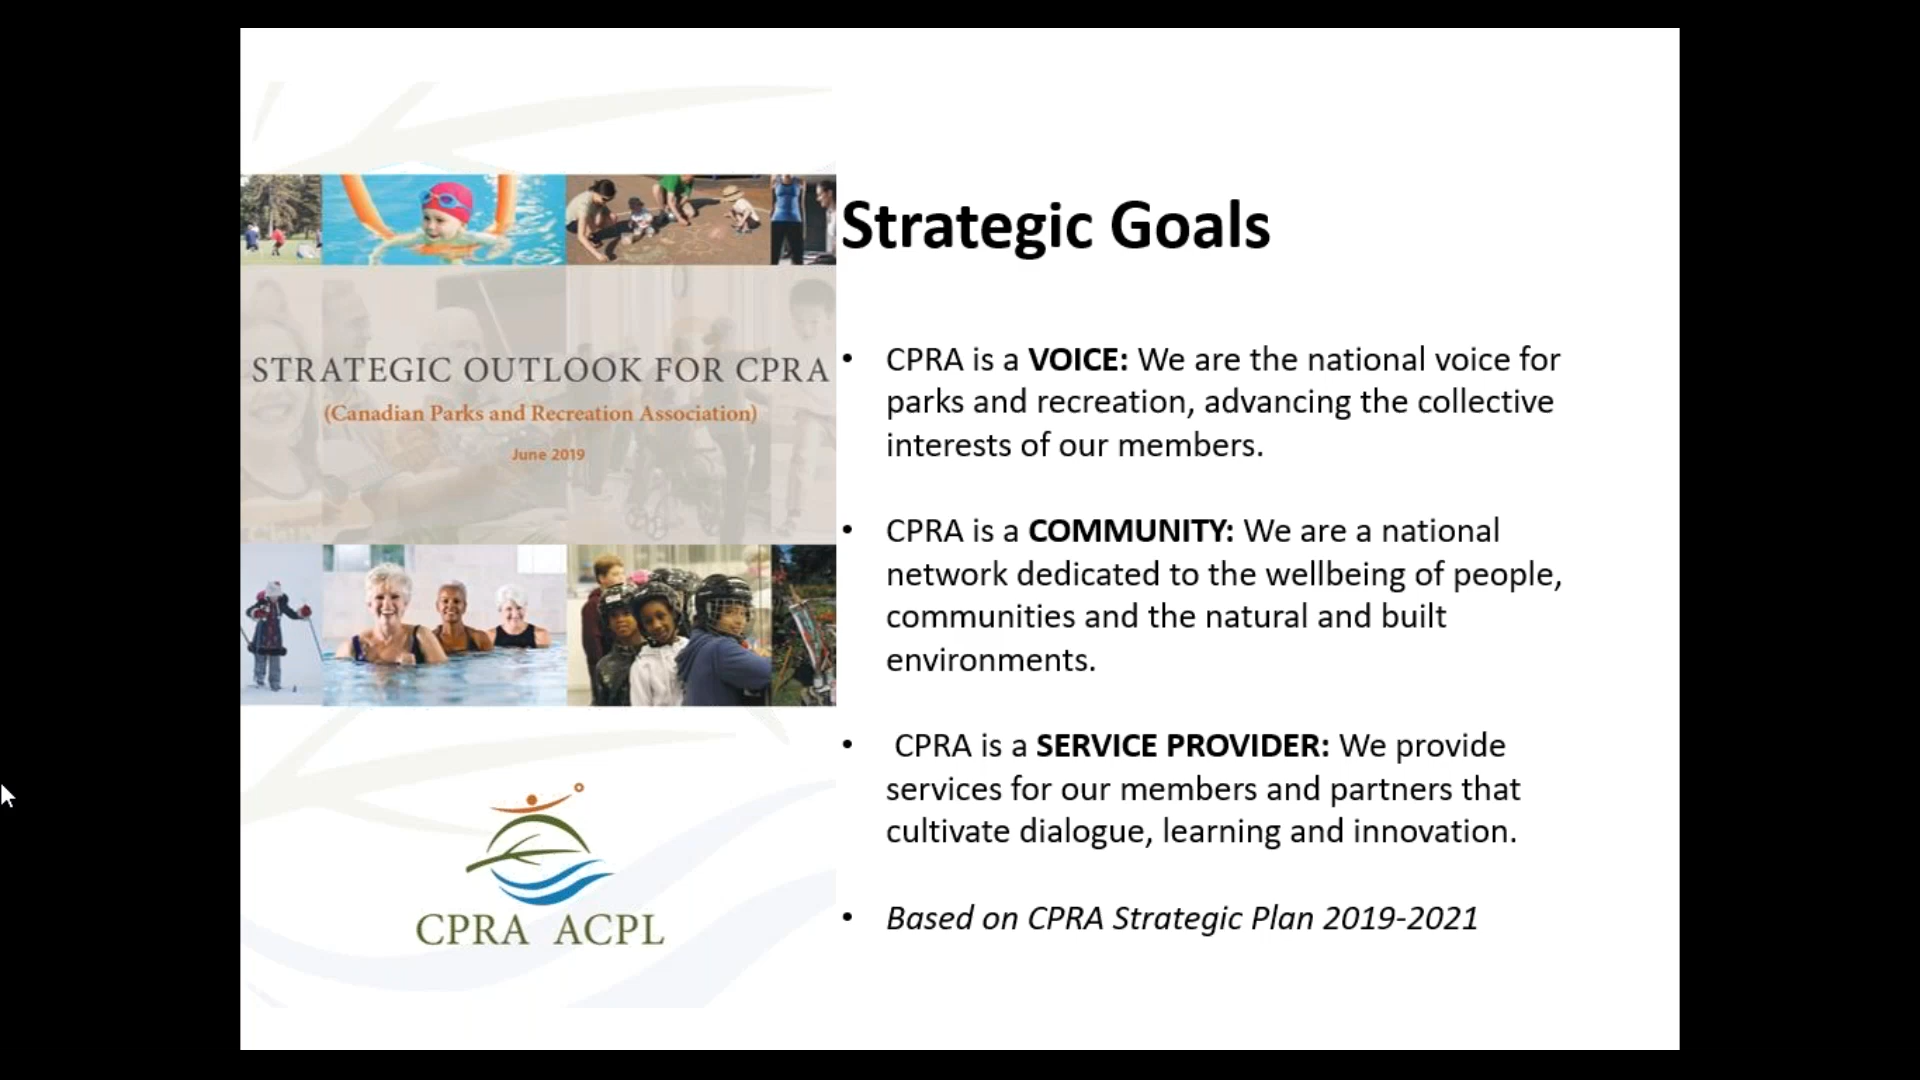 STRATEGIC OUTLOOK FOR CPRA
(Canadian Parks and Recreation Association)
June 2019
CPRA ACPL
Strategic Goals
• CPRA is a VOICE: We are the national voice for
parks and recreation, advancing the collective
interests of our members.
• CPRA is a COMMUNITY: We are a national
network dedicated to the wellbeing of people,
communities and the natural and built
environments.
• CPRA is a SERVICE PROVIDER: We provide
services for our members and partners that
cultivate dialogue, learning and innovation.
• Based on CPRA Strategic Plan 2019-2021